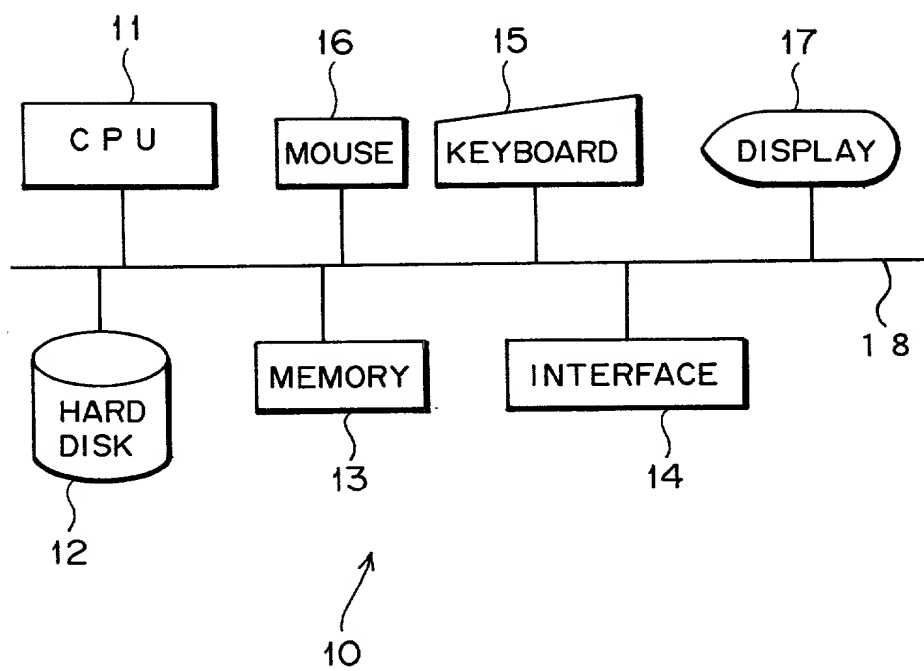 11
16
15
17
CPU
MOUSE
KEYBOARD
DISPLAY
18
HARD
DISK
MEMORY
INTERFACE
12
13
14
10